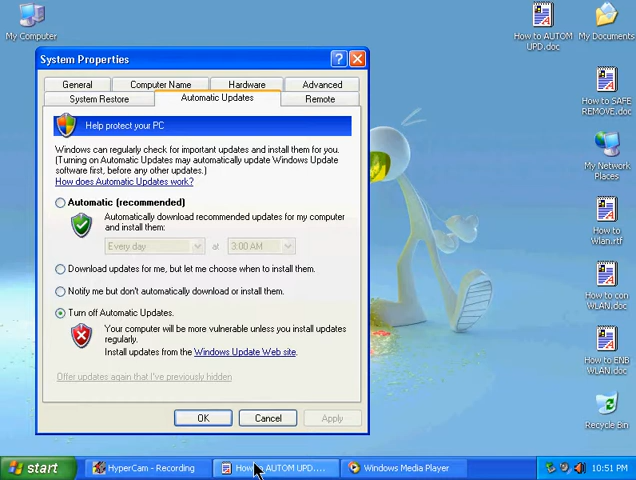 My Computer
How to AUTOM
UPD.doc
My Documents
System Properties
General
Computer Name
Hardware
Advanced
System Restore
Automatic Updates
Remote
Help protect your PC
Windows can regularly check for important updates and install them for you.
(Turning on Automatic Updates may automatically update Windows Update
software first, before any other updates.)
How does Automatic Updates work?
Automatic (recommended)
Automatically download recommended updates for my computer
and install them:
Every day
at
3:00 AM
Download updates for me, but let me choose when to install them.
Notify me but don't automatically download or install them.
Turn off Automatic Updates.
Your computer will be more vulnerable unless you install updates
regularly.
Install updates from the Windows Update Web site.
Offer updates again that I've previously hidden
OK
Cancel
Apply
How to SAFE
REMOVE.doc
My Network
Places
How to
Wlan.rtf
How to con
WLAN.doc
How to ENB
WLAN.doc
Recycle Bin
start
HyperCam - Recording
How to AUTOM UPD....
Windows Media Player
10:51 PM